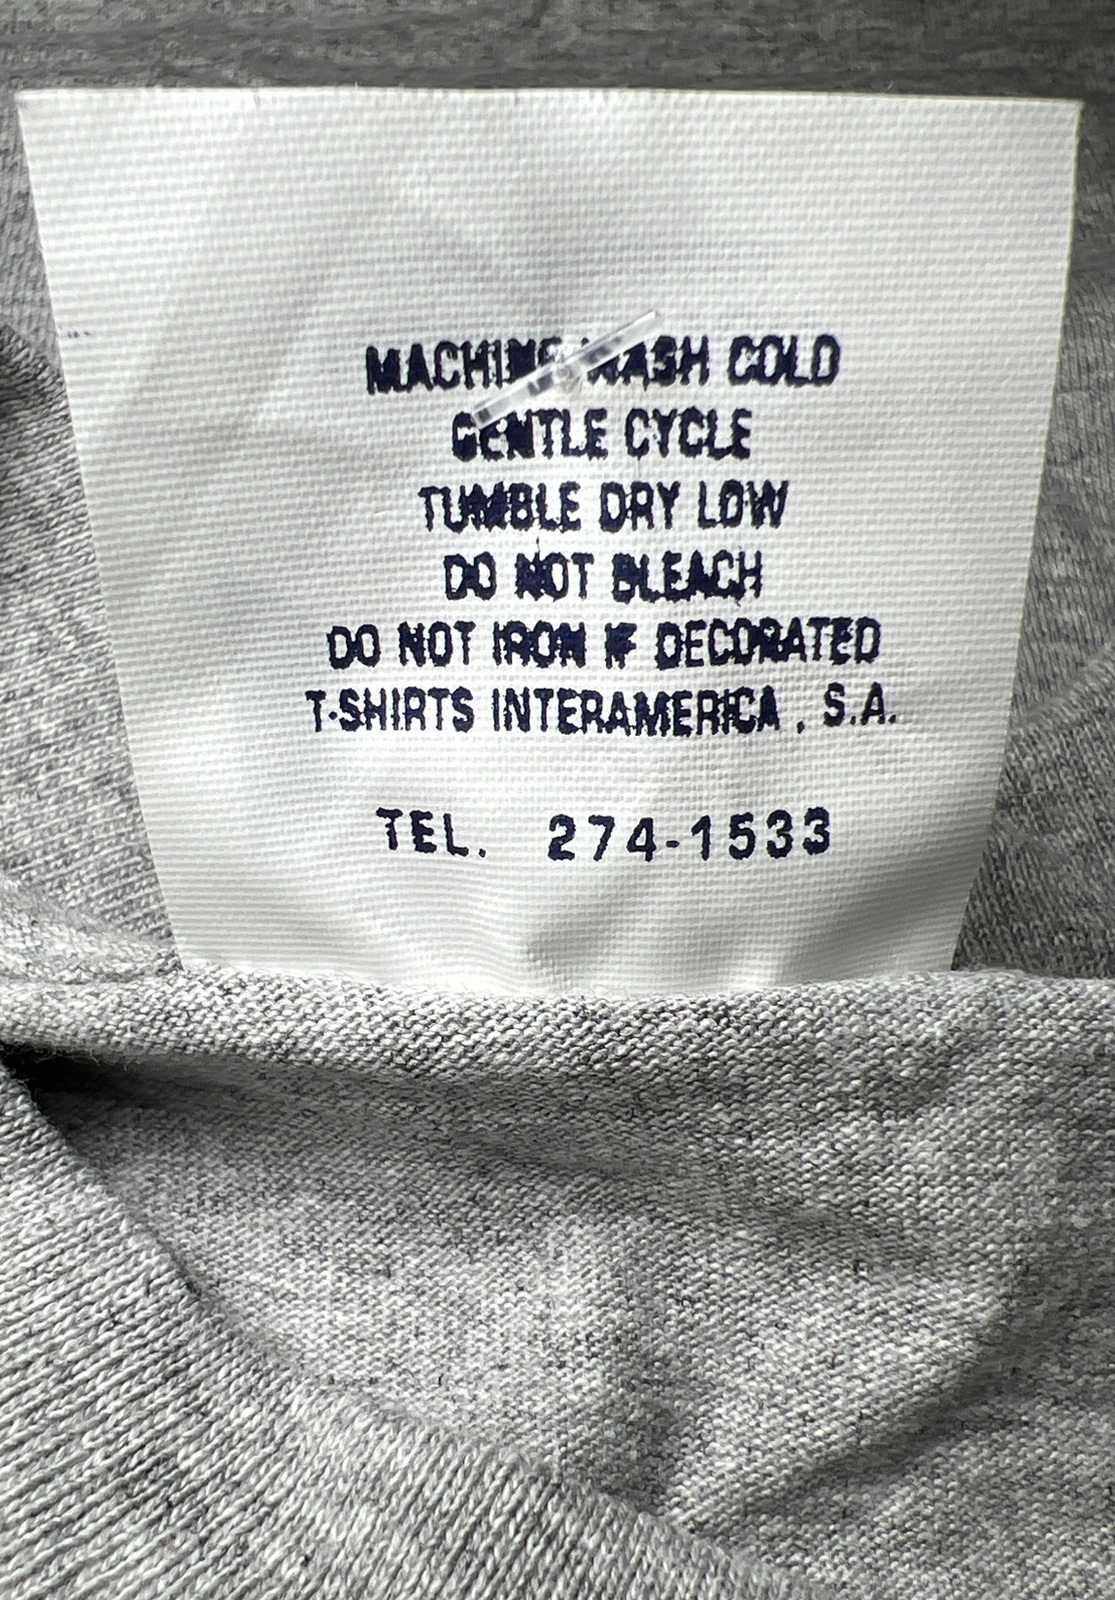 MACHINE WASH COLD
GENTLE CYCLE
TUMBLE DRY LOW
DO NOT BLEACH
DO NOT IRON IF DECORATED
T-SHIRTS INTERAMERICA , S.A.
TEL. 274-1533